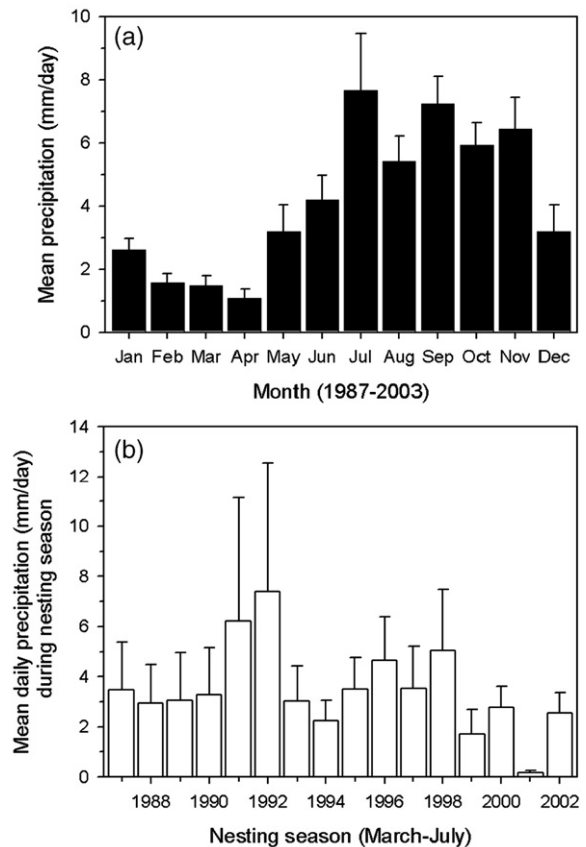 (a)
Mean precipitation (mm/day)
10
8
6
4
2
0
Jan Feb Mar Apr May Jun Jul Aug Sep Oct Nov Dec
Month (1987-2003)
(b)
Mean daily precipitation (mm/day)
during nesting season
14
12
10
8
6
4
2
0
1988 1990 1992 1994 1996 1998 2000 2002
Nesting season (March-July)